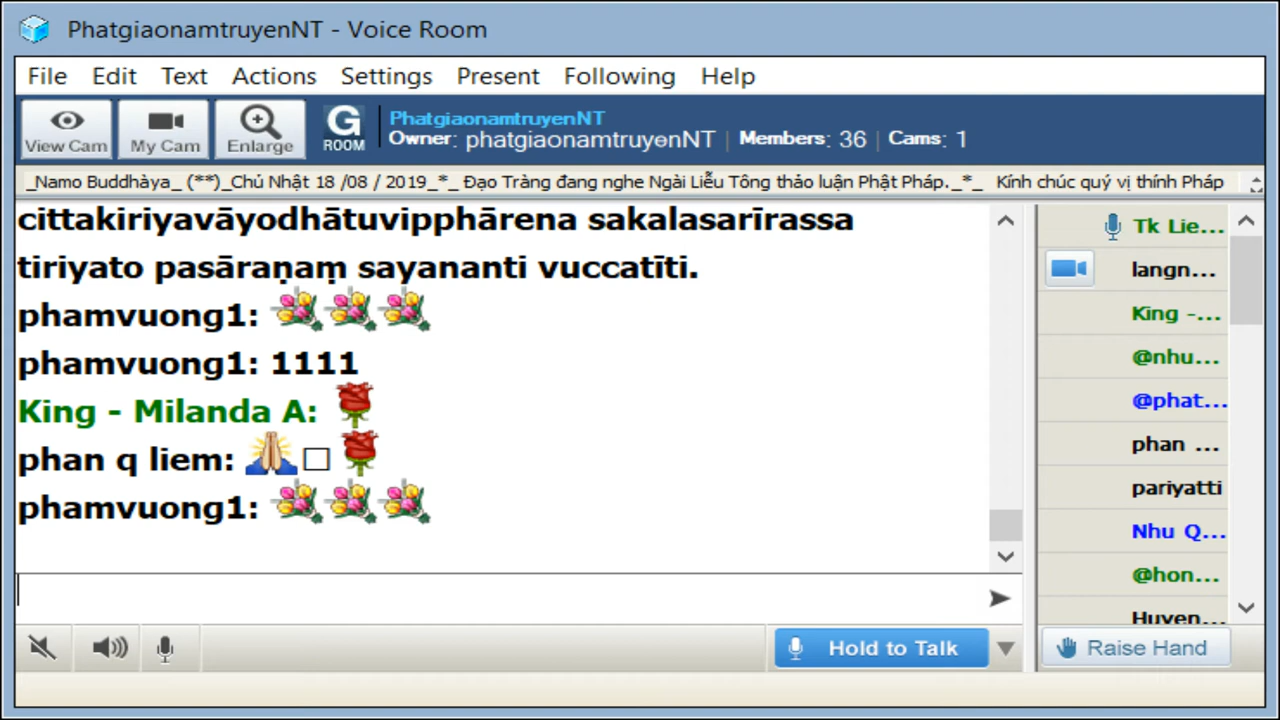 PhatgiaonamtruyenNT - Voice Room
File Edit Text Actions Settings Present Following Help
View Cam My Cam Enlarge G ROOM
PhatgiaonamtruyenNT
Owner: phatgiaonamtruyenNT | Members: 36 | Cams: 1
_Namo Buddhàya_ (**)_Chủ Nhật 18 /08 / 2019_*_ Đạo Tràng đang nghe Ngài Liễu Tông thảo luận Phật Pháp._*_ Kính chúc quý vị thính Pháp
cittakiriyavāyodhātuvipphārena sakalasarīrassa
tiriyato pasāraṇaṃ sayananti vuccatīti.
phamvuong1:
phamvuong1: 1111
King - Milanda A:
phan q liem:
phamvuong1:
Tk Lie...
langn...
King -...
@nhu...
@phat...
phan ...
pariyatti
Nhu Q...
@hon...
Huyen...
Hold to Talk
Raise Hand